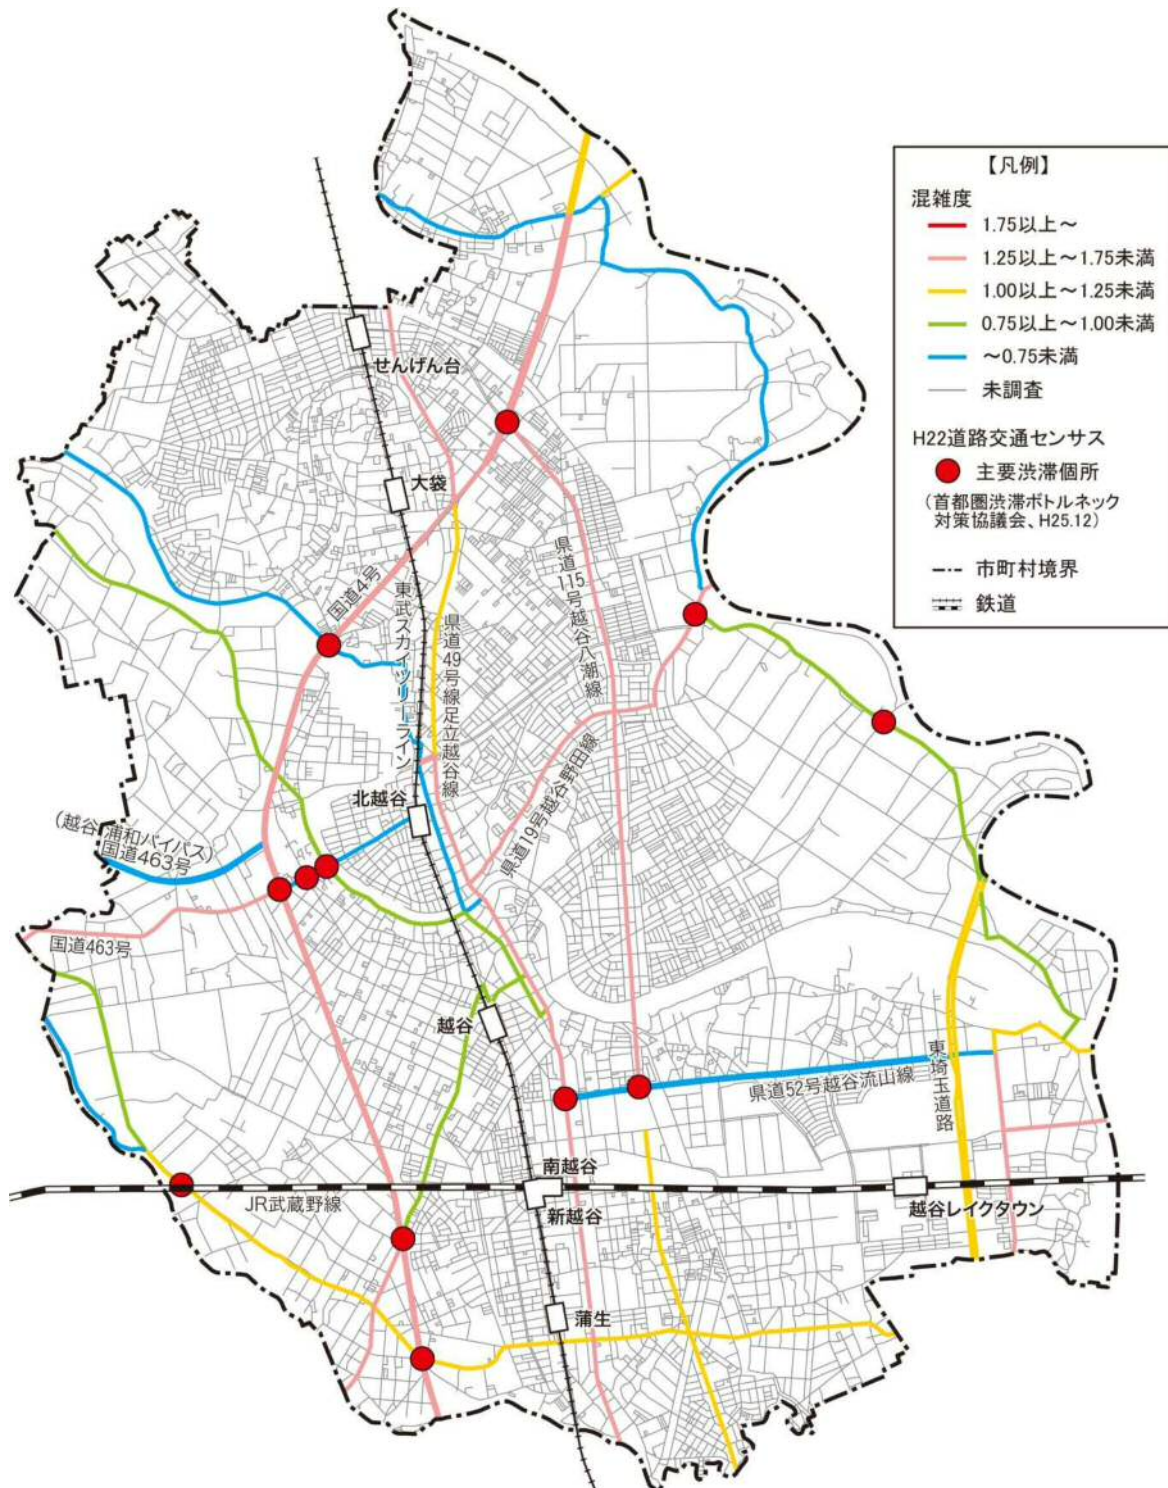 【凡例】
混雑度
1.75以上～
1.25以上～1.75未満
1.00以上～1.25未満
0.75以上～1.00未満
～0.75未満
未調査
H22道路交通センサス
主要渋滞個所
(首都圏渋滞ボトルネック
対策協議会、H25.12)
市町村境界
鉄道
せんげん台
大袋
国道4号
東武スカイツリーライン
県道49号線足立越谷線
県道115号越谷八潮線
北越谷
県道19号越谷野田線
(越谷浦和バイパス)
国道463号
国道463号
越谷
県道52号越谷流山線
東埼玉道路
南越谷
新越谷
JR武蔵野線
越谷レイクタウン
蒲生